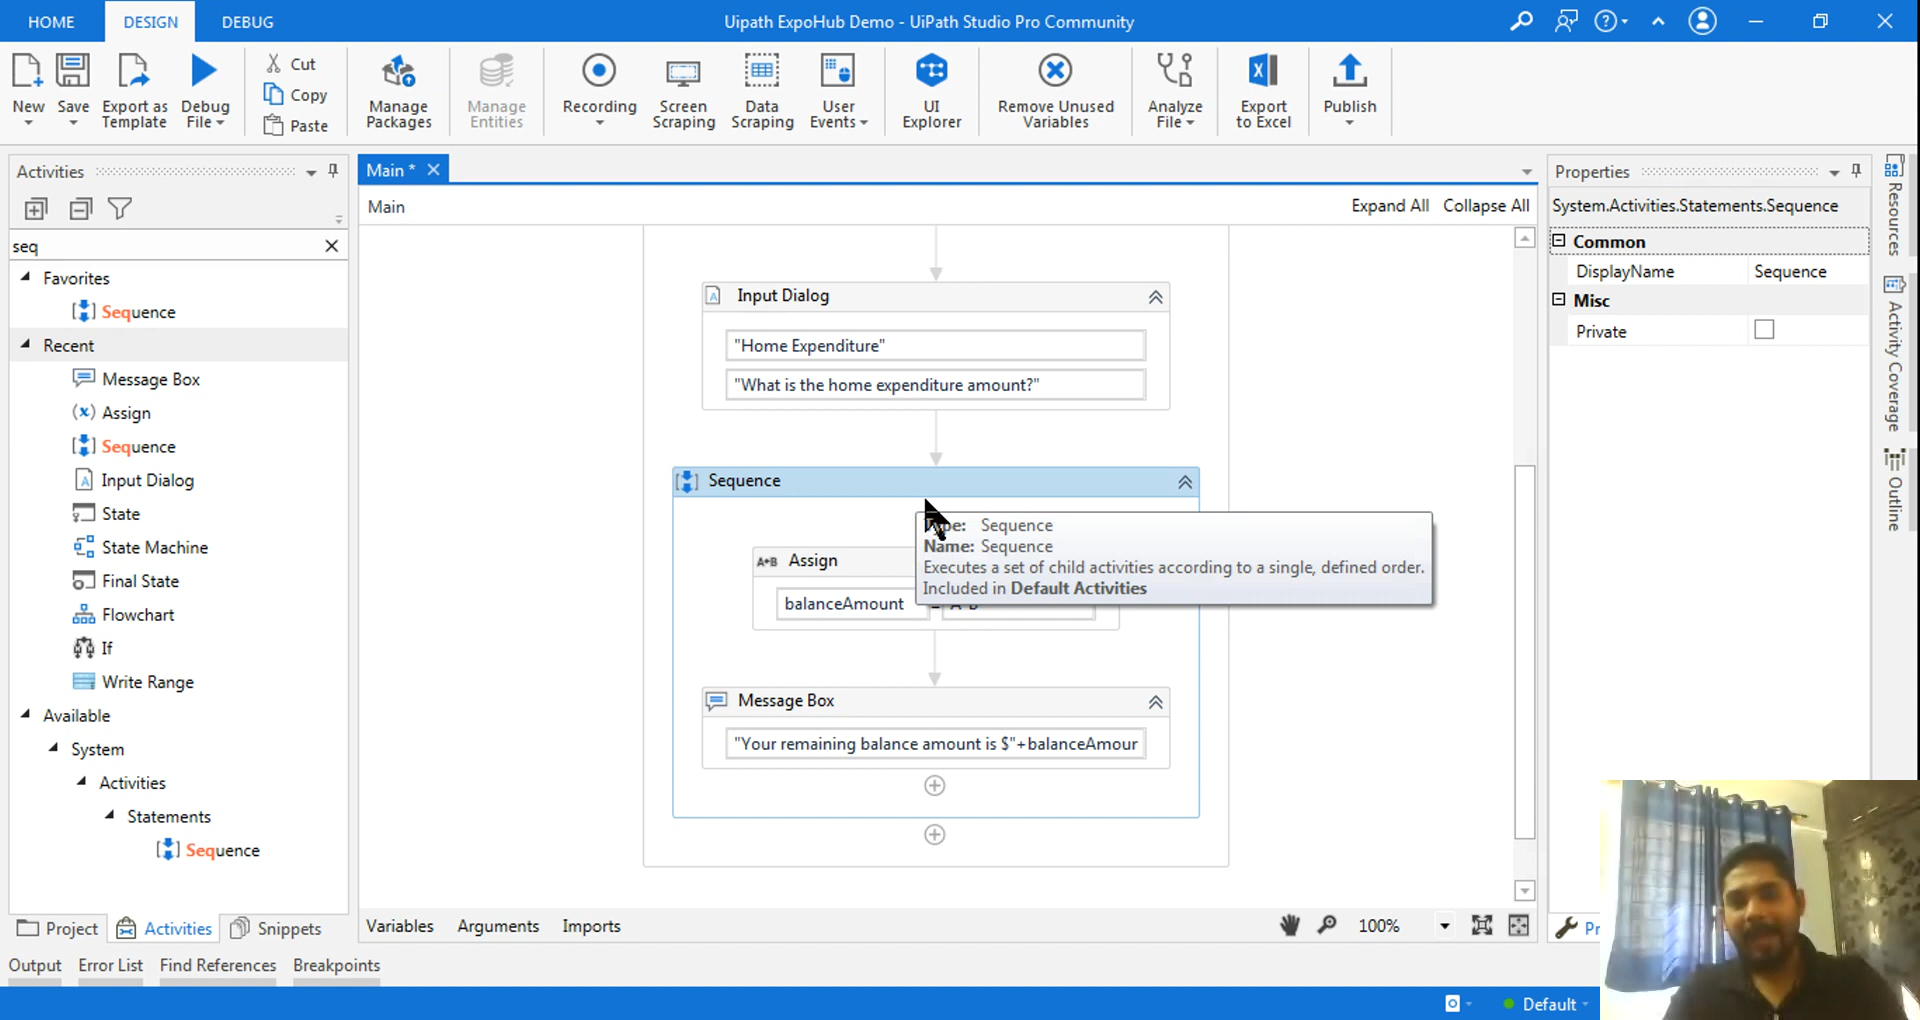 HOME DESIGN DEBUG
Uipath ExpoHub Demo - UiPath Studio Pro Community
New
Save
Export as
Template
Debug
File
Cut
Copy
Paste
Manage
Packages
Manage
Entities
Recording
Screen
Scraping
Data
Scraping
User
Events
UI
Explorer
Remove Unused
Variables
Analyze
File
Export
to Excel
Publish
Activities
seq
Favorites
Sequence
Recent
Message Box
Assign
Sequence
Input Dialog
State
State Machine
Final State
Flowchart
If
Write Range
Available
System
Activities
Statements
Sequence
Project Activities Snippets
Main *
Main
Expand All Collapse All
Input Dialog
"Home Expenditure"
"What is the home expenditure amount?"
Sequence
Type: Sequence
Name: Sequence
Executes a set of child activities according to a single, defined order.
Included in Default Activities
A+B Assign
balanceAmount
Message Box
"Your remaining balance amount is $"+balanceAmour
Variables Arguments Imports
100%
Properties
System.Activities.Statements.Sequence
Common
DisplayName Sequence
Misc
Private
Pr
Resources
Activity Coverage
Outline
Output Error List Find References Breakpoints
Default